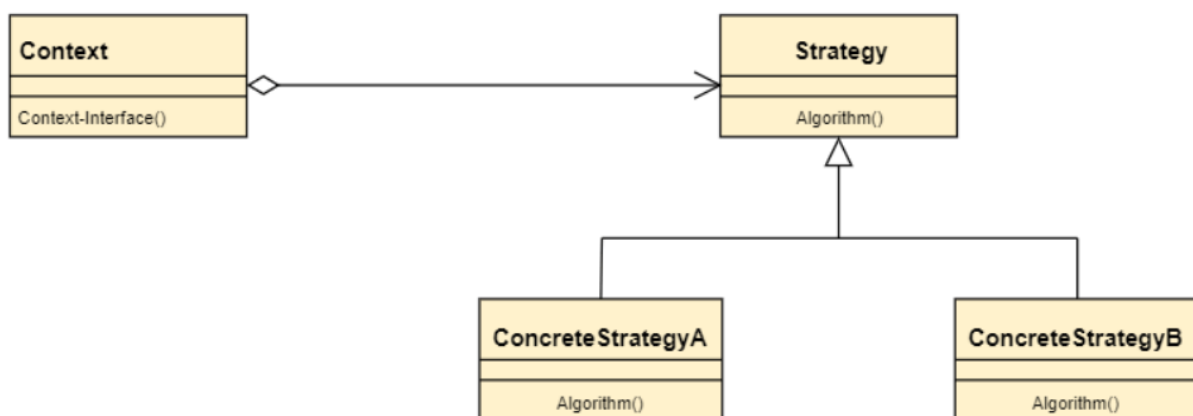 Context
Context-Interface()
Strategy
Algorithm()
ConcreteStrategyA
Algorithm()
ConcreteStrategyB
Algorithm()